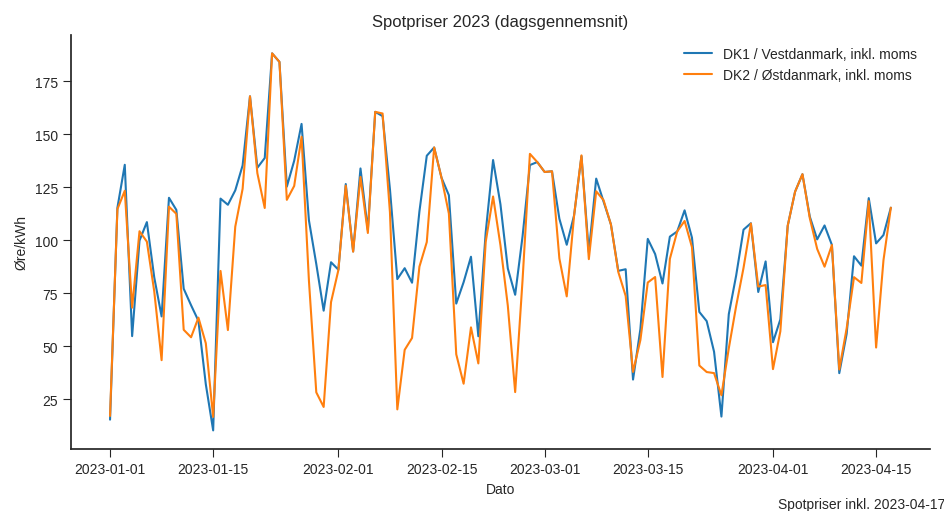 Spotpriser 2023 (dagsgennemsnit)
DK1 / Vestdanmark, inkl. moms
DK2 / Østdanmark, inkl. moms
Øre/kWh
175
150
125
100
75
50
25
2023-01-01 2023-01-15 2023-02-01 2023-02-15 2023-03-01 2023-03-15 2023-04-01 2023-04-15
Dato
Spotpriser inkl. 2023-04-17